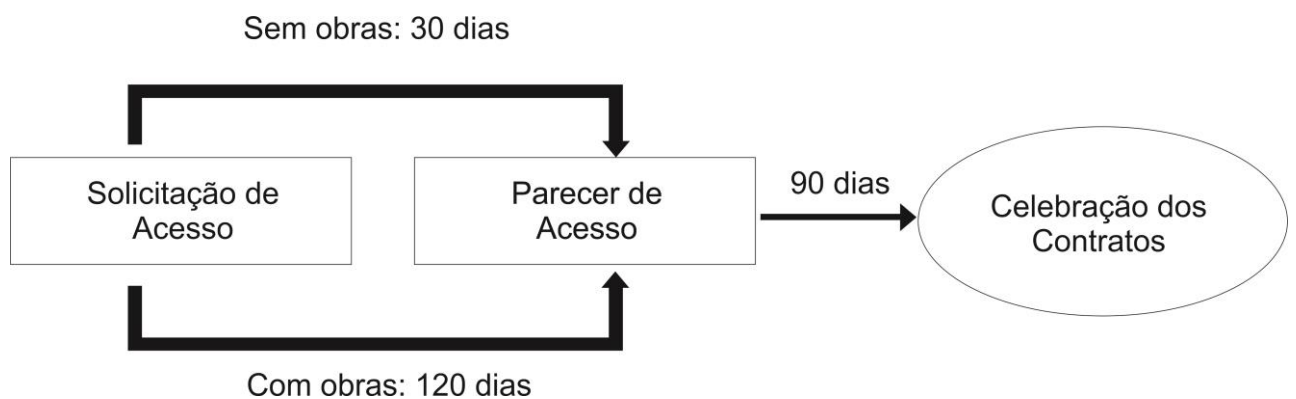 Sem obras: 30 dias
Solicitação de
Acesso
Parecer de
Acesso
90 dias
Celebração dos
Contratos
Com obras: 120 dias